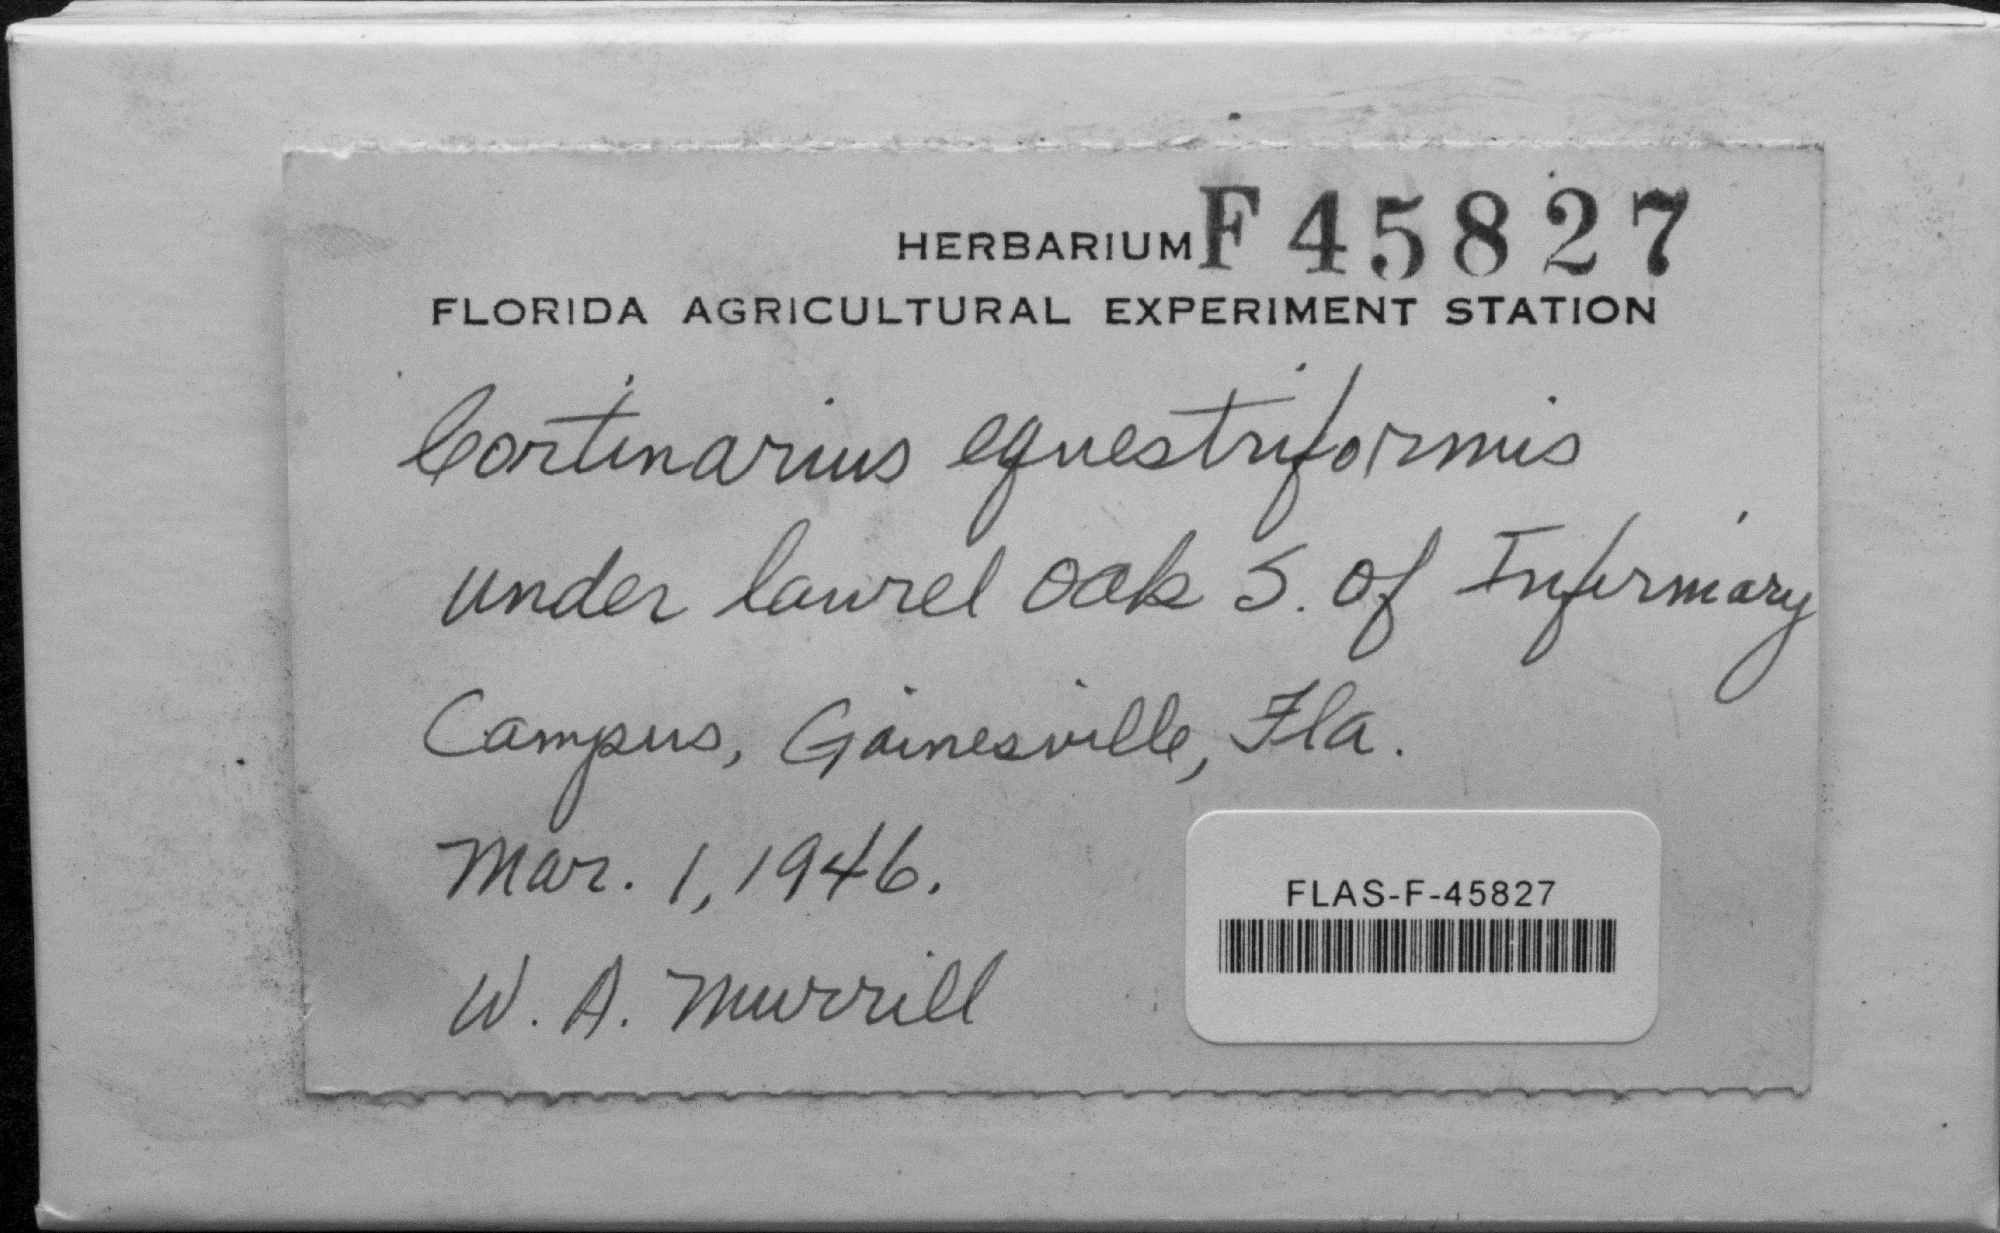 HERBARIUM F 45827
FLORIDA AGRICULTURAL EXPERIMENT STATION
Cortinarius equestriformis
under laurel oak S. of Infirmary
Campus, Gainesville, Fla.
Mar. 1, 1946.
W. A. Murrill
FLAS-F-45827